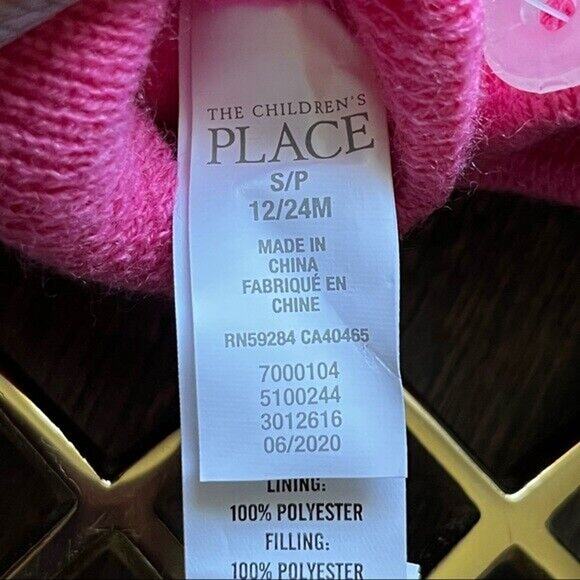 THE CHILDREN'S
PLACE
S/P
12/24M
MADE IN
CHINA
FABRIQUÉ EN
CHINE
RN59284 CA40465
7000104
5100244
3012616
06/2020
LINING:
100% POLYESTER
FILLING:
100% POLYESTER